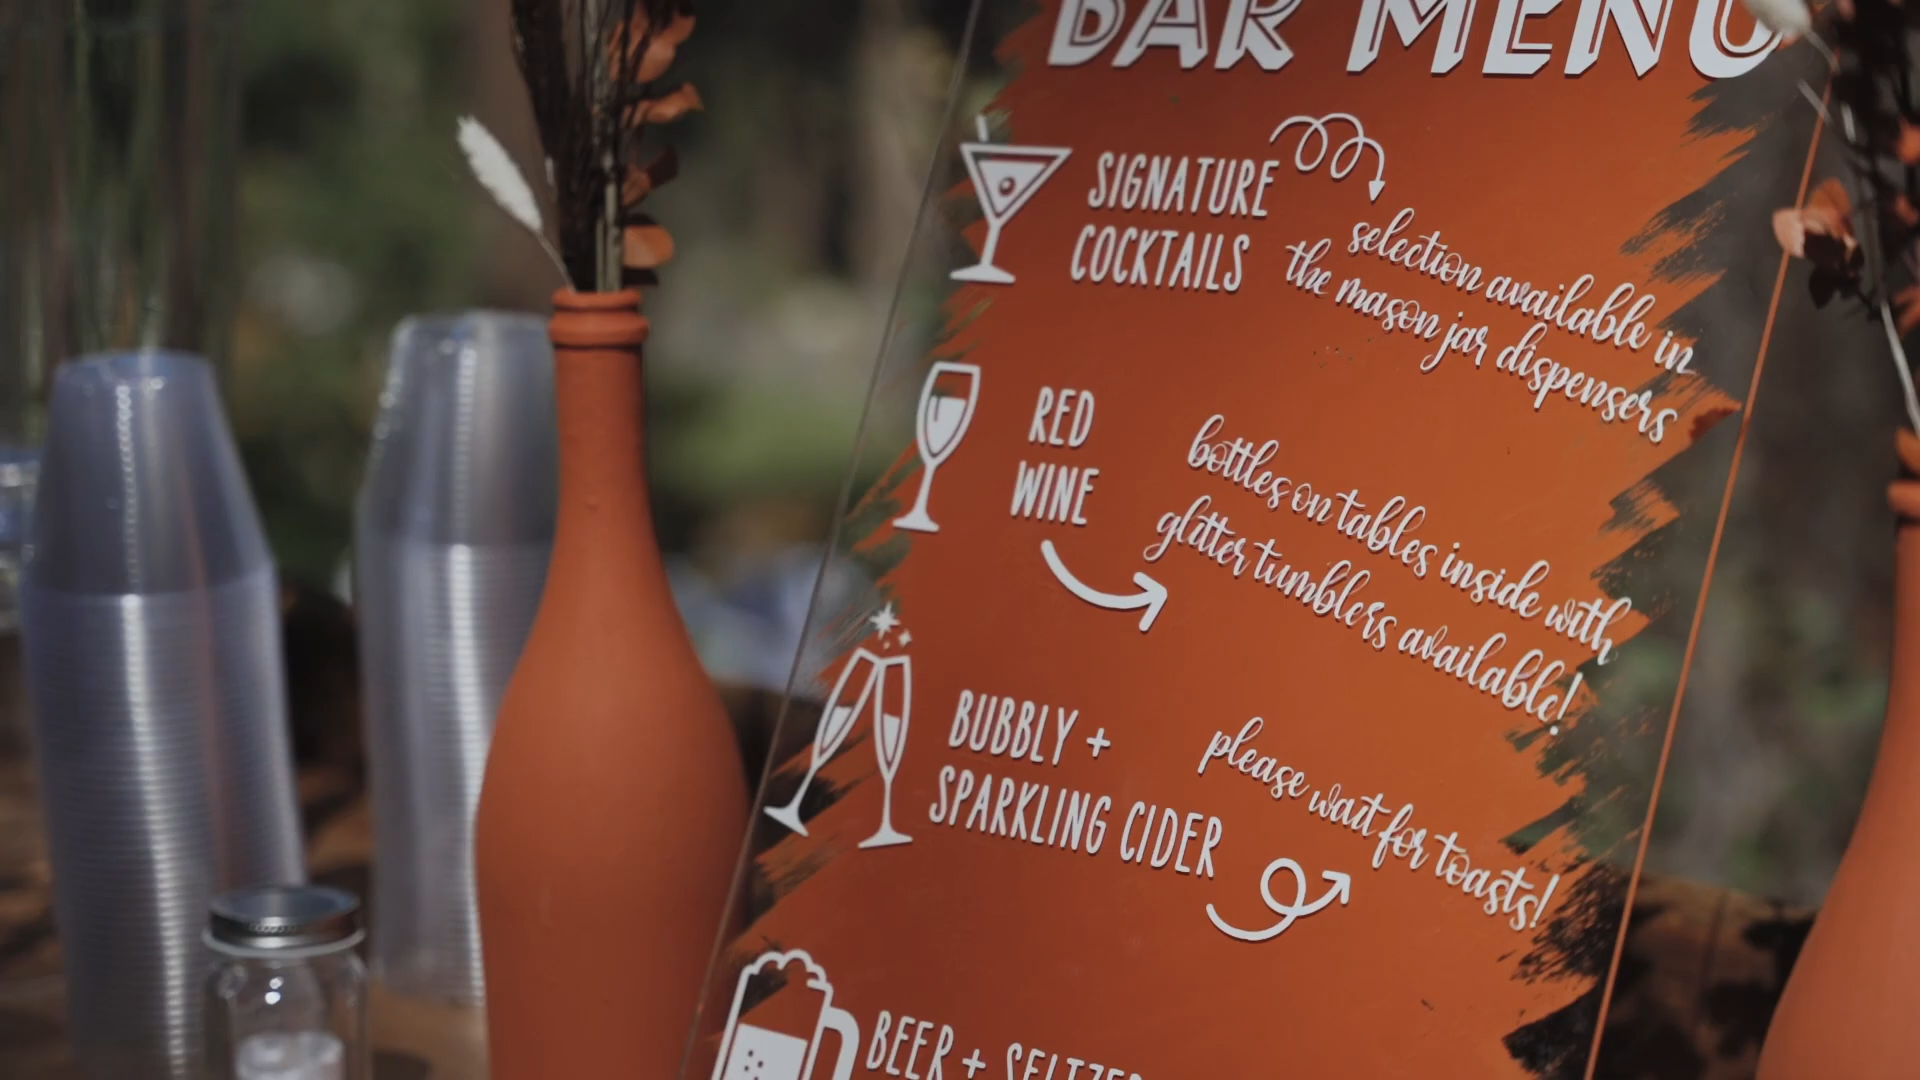 BAR MENU
SIGNATURE
COCKTAILS
selection available in
the mason jar dispensers
RED
WINE
bottles on tables inside with
glitter tumblers available!
BUBBLY +
SPARKLING CIDER
please wait for toasts!
BEER + SELTZER